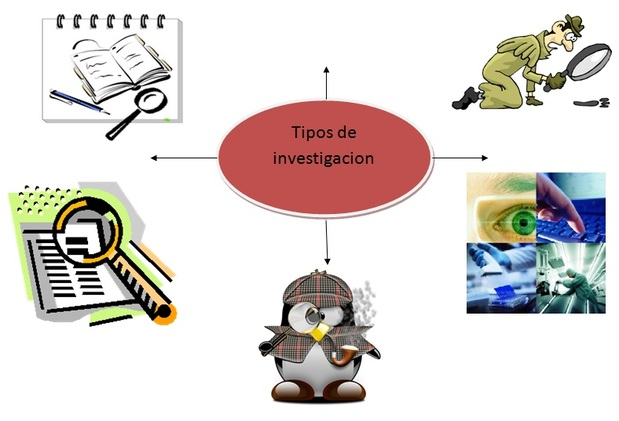 Tipos de
investigacion